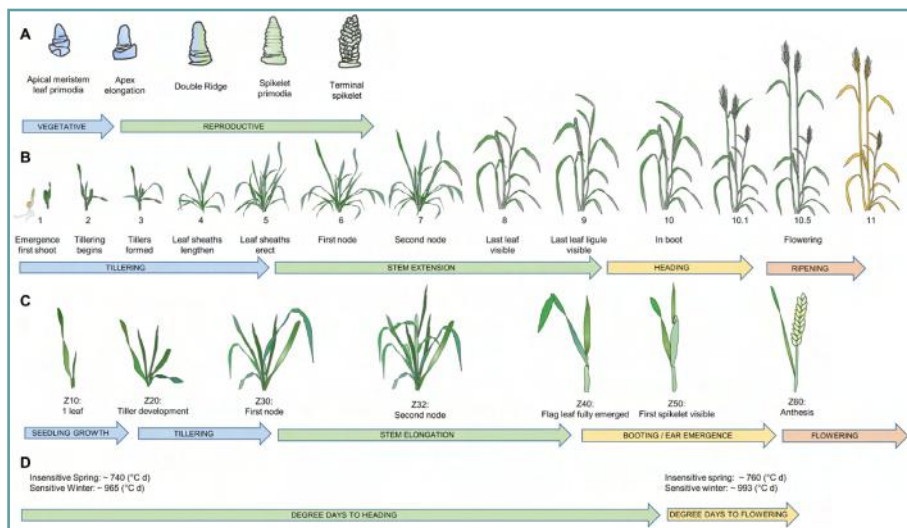 A
Apical meristem
leaf primodia
Apex
elongation
Double Ridge
Spikelet
primodia
Terminal
spikelet
VEGETATIVE
REPRODUCTIVE
B
1
2
3
4
5
6
7
8
9
10
10.1
10.5
11
Emergence
first shoot
Tillering
begins
Tillers
formed
Leaf sheaths
lengthen
Leaf sheaths
erect
First node
Second node
Last leaf
visible
Last leaf ligule
visible
In boot
Flowering
TILLERING
STEM EXTENSION
HEADING
RIPENING
C
Z10:
1 leaf
Z20:
Tiller development
Z30:
First node
Z32:
Second node
Z40:
Flag leaf fully emerged
Z50:
First spikelet visible
Z60:
Anthesis
SEEDLING GROWTH
TILLERING
STEM ELONGATION
BOOTING / EAR EMERGENCE
FLOWERING
D
Insensitive Spring: ~ 740 (°C d)
Sensitive Winter: ~ 965 (°C d)
Insensitive spring: ~ 760 (°C d)
Sensitive winter: ~ 993 (°C d)
DEGREE DAYS TO HEADING
DEGREE DAYS TO FLOWERING